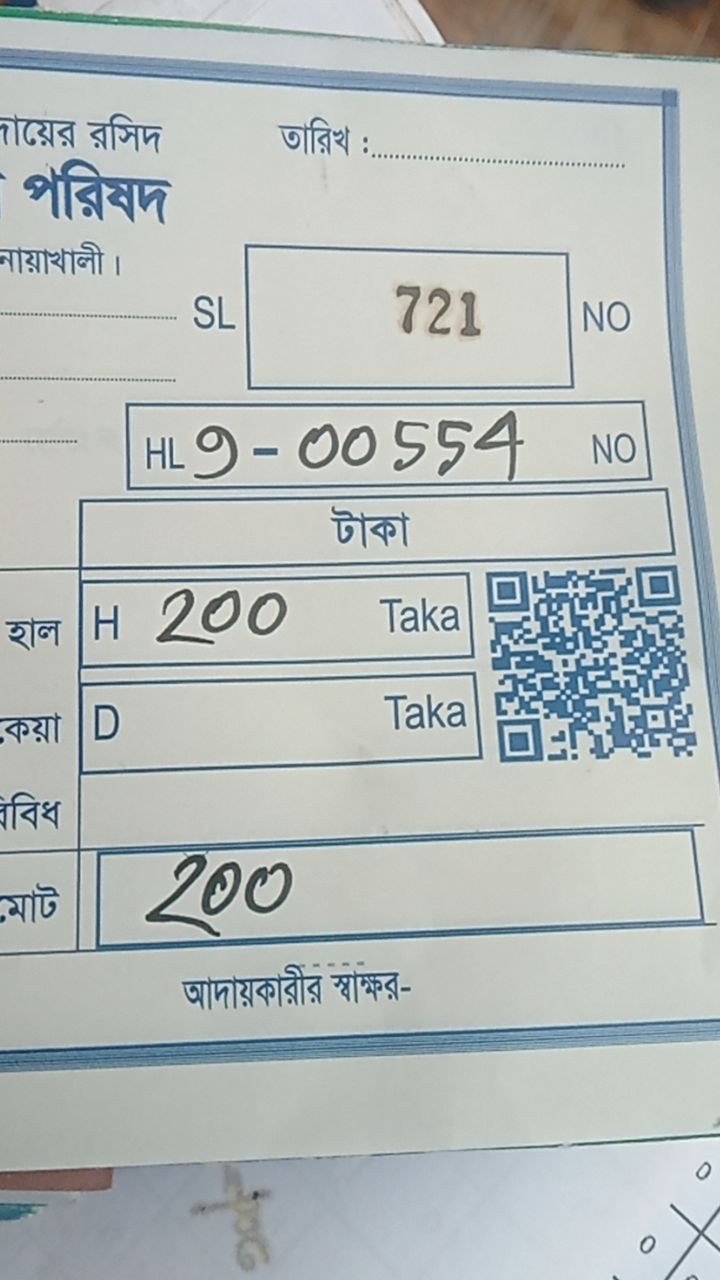 দায়ের রসিদ তারিখ :
পরিষদ
নোয়াখালী।
SL 721 NO
HL 9-00554 NO
টাকা
হাল H 200 Taka
কেয়া D Taka
বিবিধ
মোট 200
আদায়কারীর স্বাক্ষর-